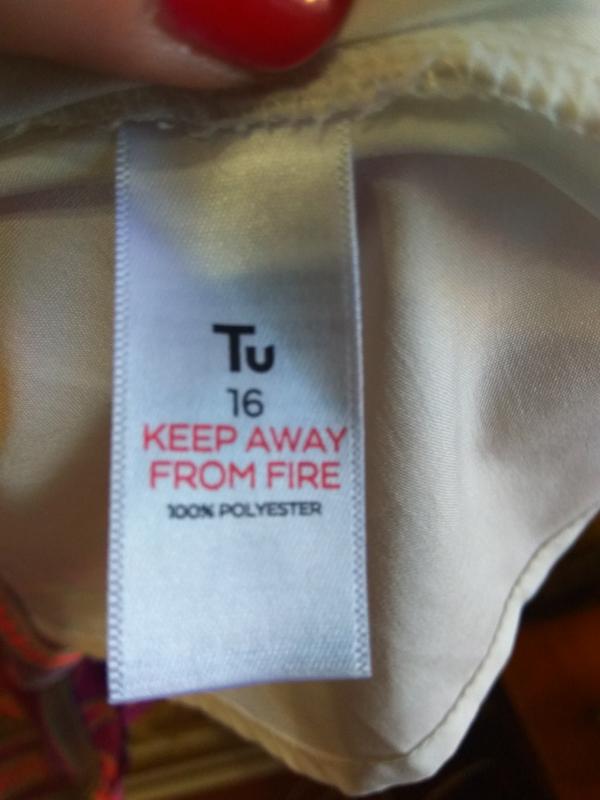 Tu
16
KEEP AWAY
FROM FIRE
100% POLYESTER